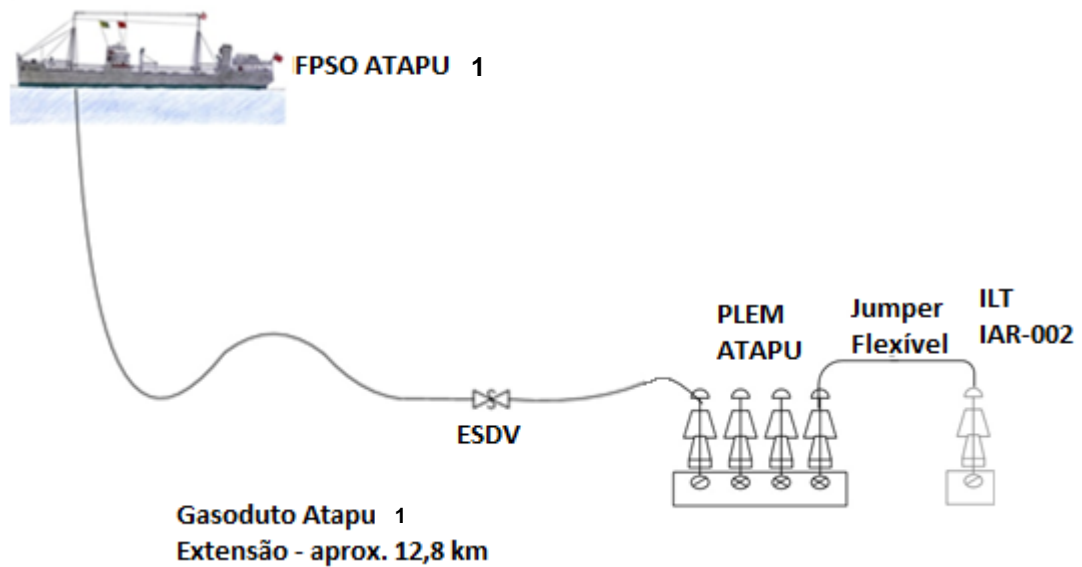 FPSO ATAPU 1
PLEM
ATAPU
Jumper
Flexível
ILT
IAR-002
ESDV
Gasoduto Atapu 1
Extensão - aprox. 12,8 km